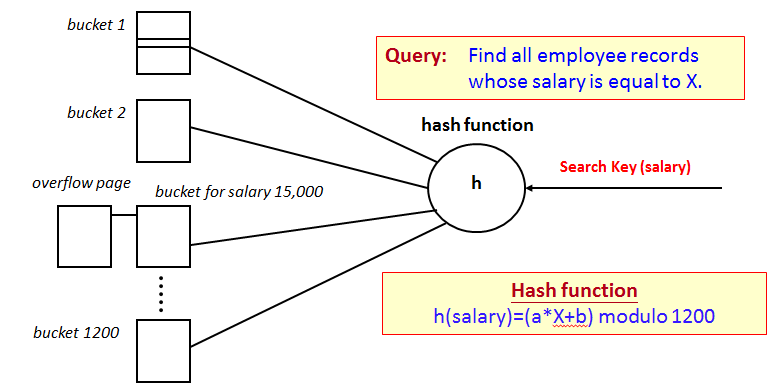 bucket 1
Query: Find all employee records
whose salary is equal to X.
bucket 2
hash function
Search Key (salary)
h
overflow page
bucket for salary 15,000
Hash function
h(salary)=(a*X+b) modulo 1200
bucket 1200